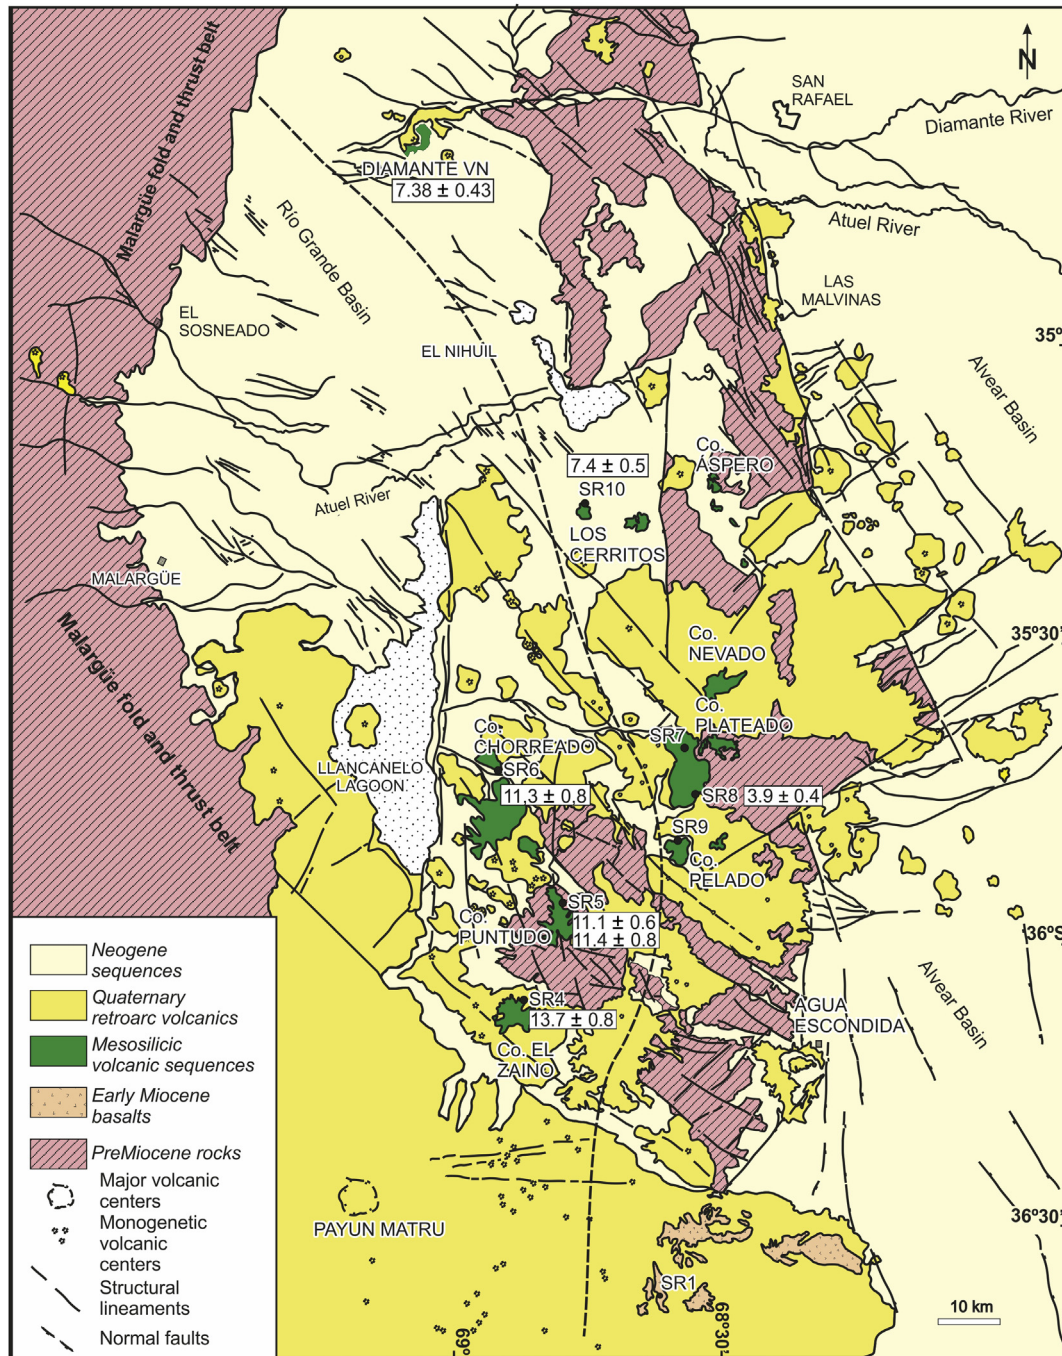 N
SAN
RAFAEL
Diamante River
Malargüe fold and thrust belt
DIAMANTE VN
7.38 ± 0.43
Río Grande Basin
Atuel River
LAS
MALVINAS
EL
SOSNEADO
EL NIHUIL
35º
Alvear Basin
Co.
ÁSPERO
7.4 ± 0.5
SR10
Atuel River
LOS
CERRITOS
MALARGÜE
Co.
NEVADO
35º30'
Malargüe fold and thrust belt
Co.
PLATEADO
Co.
CHORREADO
SR7
SR6
LLANCANELO
LAGOON
11,3 ± 0,8
SR8
3.9 ± 0.4
SR9
Co.
PELADO
SR5
Co.
PUNTUDO
11.1 ± 0.6
11.4 ± 0.8
36ºS
SR4
13.7 ± 0.8
AGUA
ESCONDIDA
Alvear Basin
Co. EL
ZAINO
PAYUN MATRU
36º30'
SR1
10 km
69º
68º30'
Neogene
sequences
Quaternary
retroarc volcanics
Mesosilicic
volcanic sequences
Early Miocene
basalts
PreMiocene rocks
Major volcanic
centers
Monogenetic
volcanic
centers
Structural
lineaments
Normal faults